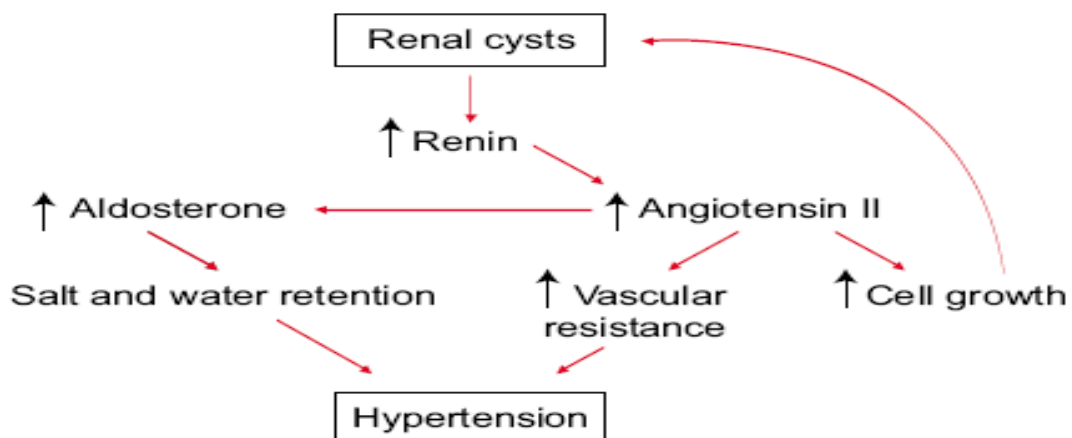 Renal cysts
↑ Renin
↑ Aldosterone
↑ Angiotensin II
Salt and water retention
↑ Vascular
resistance
↑ Cell growth
Hypertension